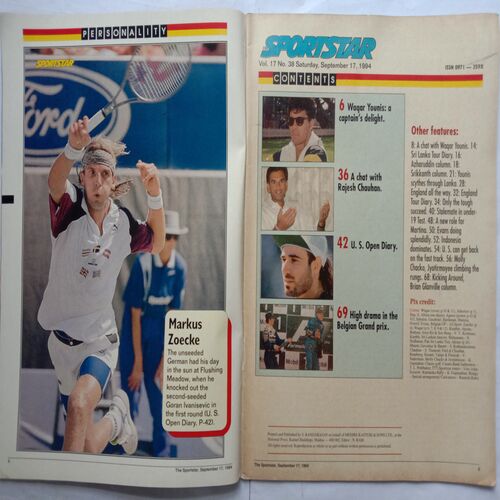 PERSONALITY
SPORTSTAR
Ford
Markus
Zoecke
The unseeded
German had his day
in the sun at Flushing
Meadow, when he
knocked out the
second-seeded
Goran Ivanisevic in
the first round (U. S.
Open Diary, P-42).
The Sportstar, September 17, 1994
SPORTSTAR
Vol. 17 No. 38 Saturday, September 17, 1994
ISSN 0971 –
CONTENTS
6 Waqar Younis: a
captain's delight.
36 A chat with
Rajesh Chauhan.
42 U. S. Open Diary.
69 High drama in the
Belgian Grand prix.
Mobil
Other features:
8: A chat with Waqar Younis. 14:
Sri Lanka Tour Diary. 16:
Azharuddin column. 18:
Srikkanth column. 21: Younis
scythes through Lanka. 28:
England all the way. 32: England
Tour Diary. 34: Only the tough
succeed. 40: Stalemate in under-
19 Test. 48: A new role for
Martina. 50: Evam doing
splendidly. 52: Indonesia
dominates. 54: U.S. can get back
on the fast track. 56: Molly
Chacko, Jyotirmoyee climbing the
rungs. 68: Kicking Around,
Brian Glanville column.
Pix credit:
The Sportstar, September 17, 1994